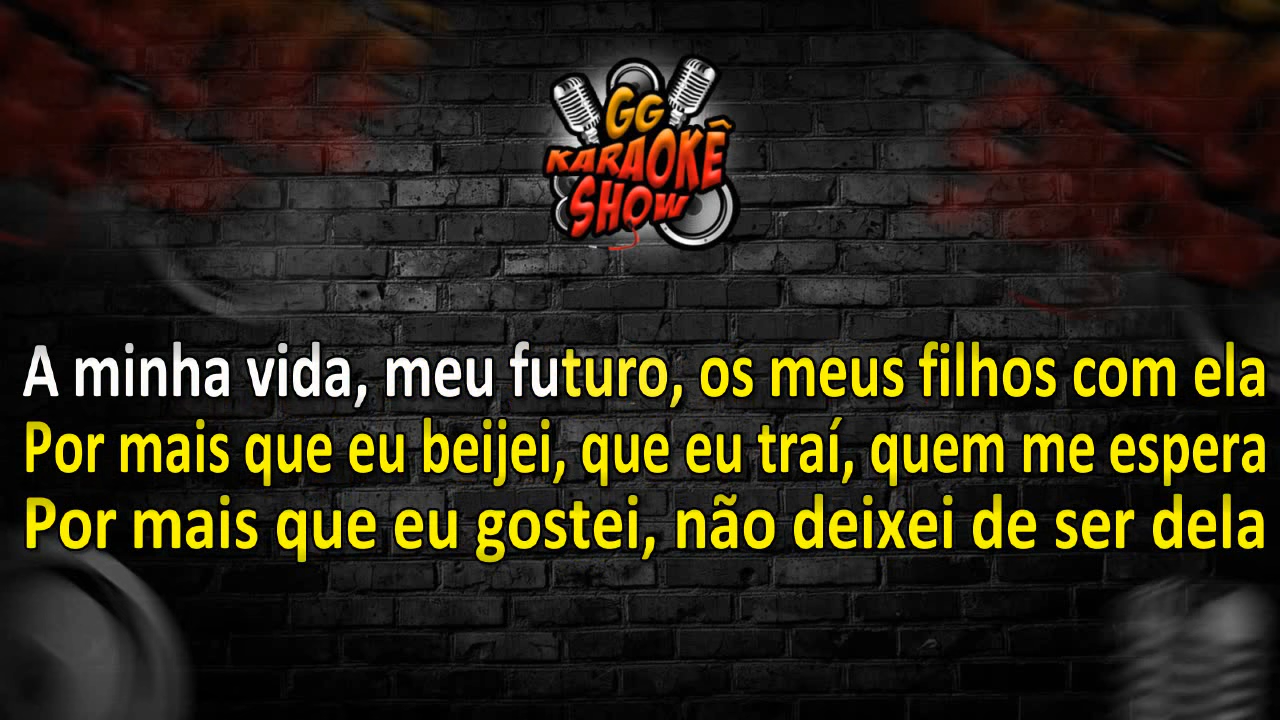 GG
KARAOKÊ
SHOW
A minha vida, meu futuro, os meus filhos com ela
Por mais que eu beijei, que eu traí, quem me espera
Por mais que eu gostei, não deixei de ser dela